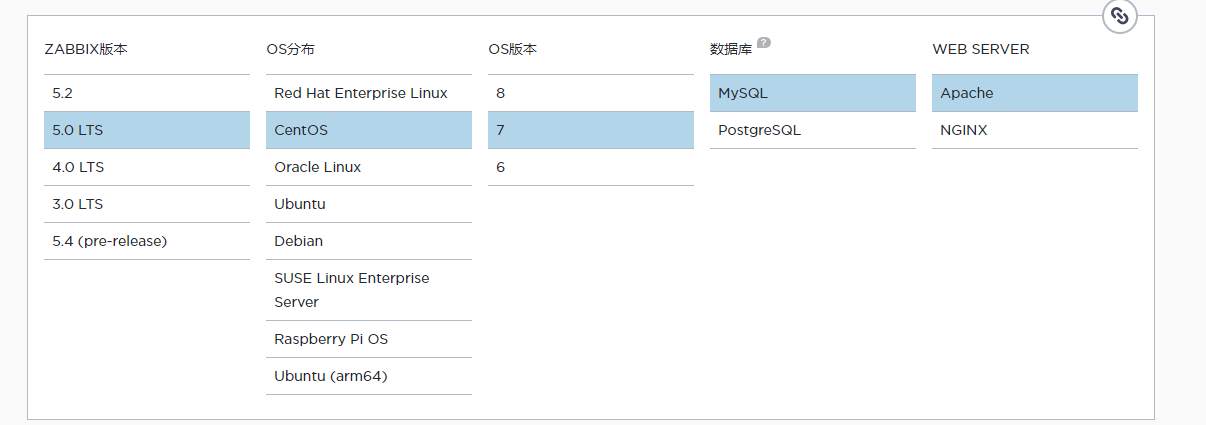 ZABBIX版本
5.2
5.0 LTS
4.0 LTS
3.0 LTS
5.4 (pre-release)
OS分布
Red Hat Enterprise Linux
CentOS
Oracle Linux
Ubuntu
Debian
SUSE Linux Enterprise
Server
Raspberry Pi OS
Ubuntu (arm64)
OS版本
8
7
6
数据库 ?
MySQL
PostgreSQL
WEB SERVER
Apache
NGINX